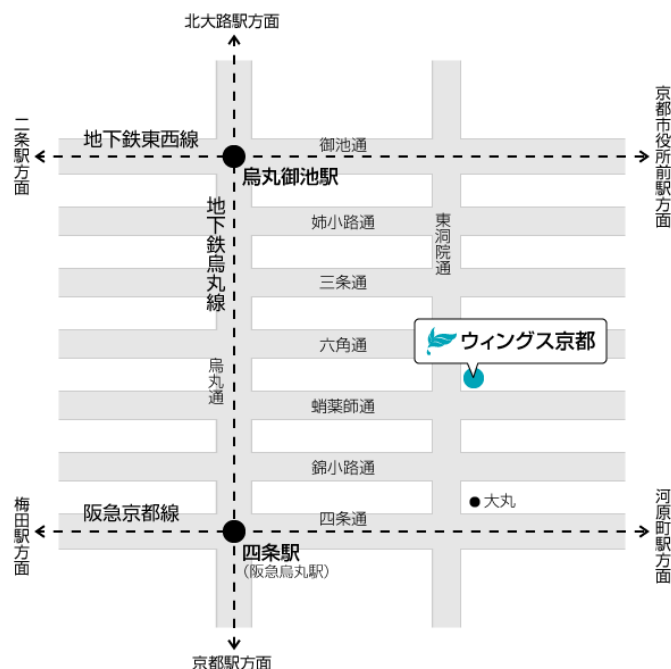 北大路駅方面
二条駅方面
地下鉄東西線
御池通
京都市役所前駅方面
烏丸御池駅
地下鉄烏丸線
姉小路通
東洞院通
三条通
ウィングス京都
六角通
烏丸通
蛸薬師通
錦小路通
大丸
梅田駅方面
阪急京都線
四条通
河原町駅方面
四条駅
(阪急烏丸駅)
京都駅方面